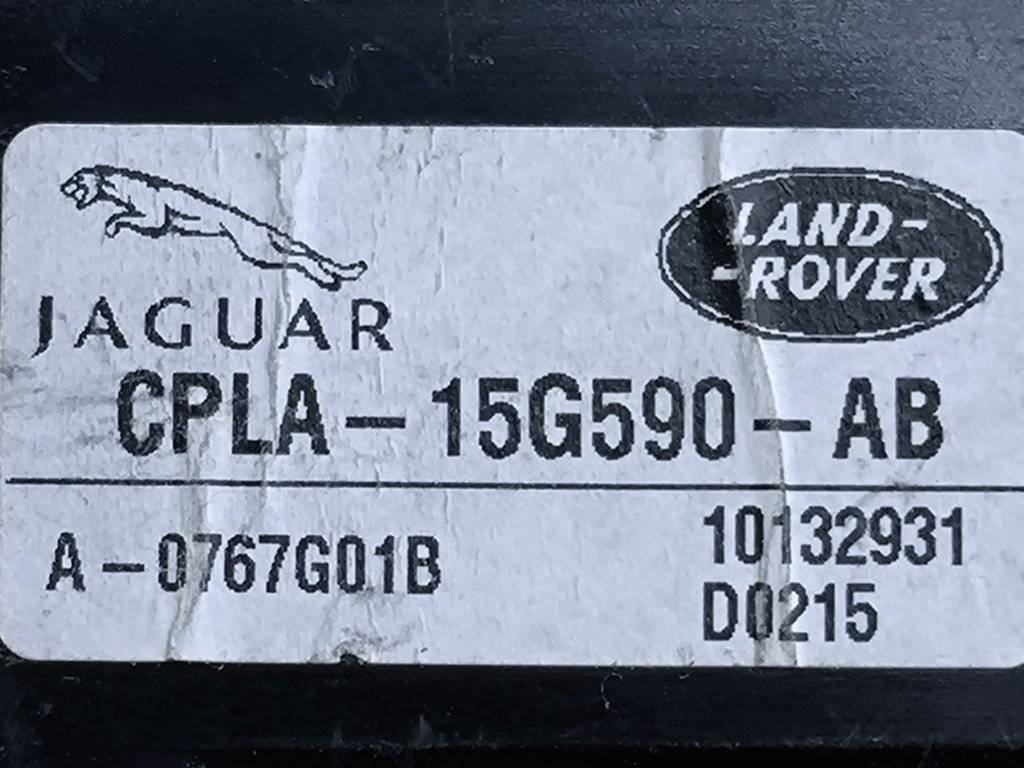 JAGUAR
LAND-
-ROVER
CPLA-15G590-AB
A-0767G01B
10132931
D0215